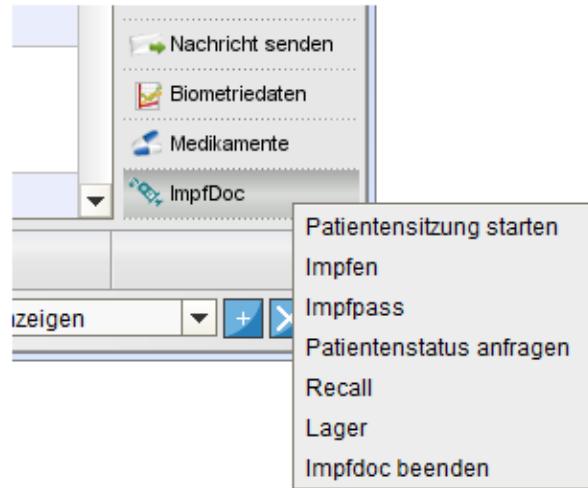 Nachricht senden
Biometriedaten
Medikamente
ImpfDoc
Patientensitzung starten
Impfen
Impfpass
Patientenstatus anfragen
Recall
Lager
Impfdoc beenden